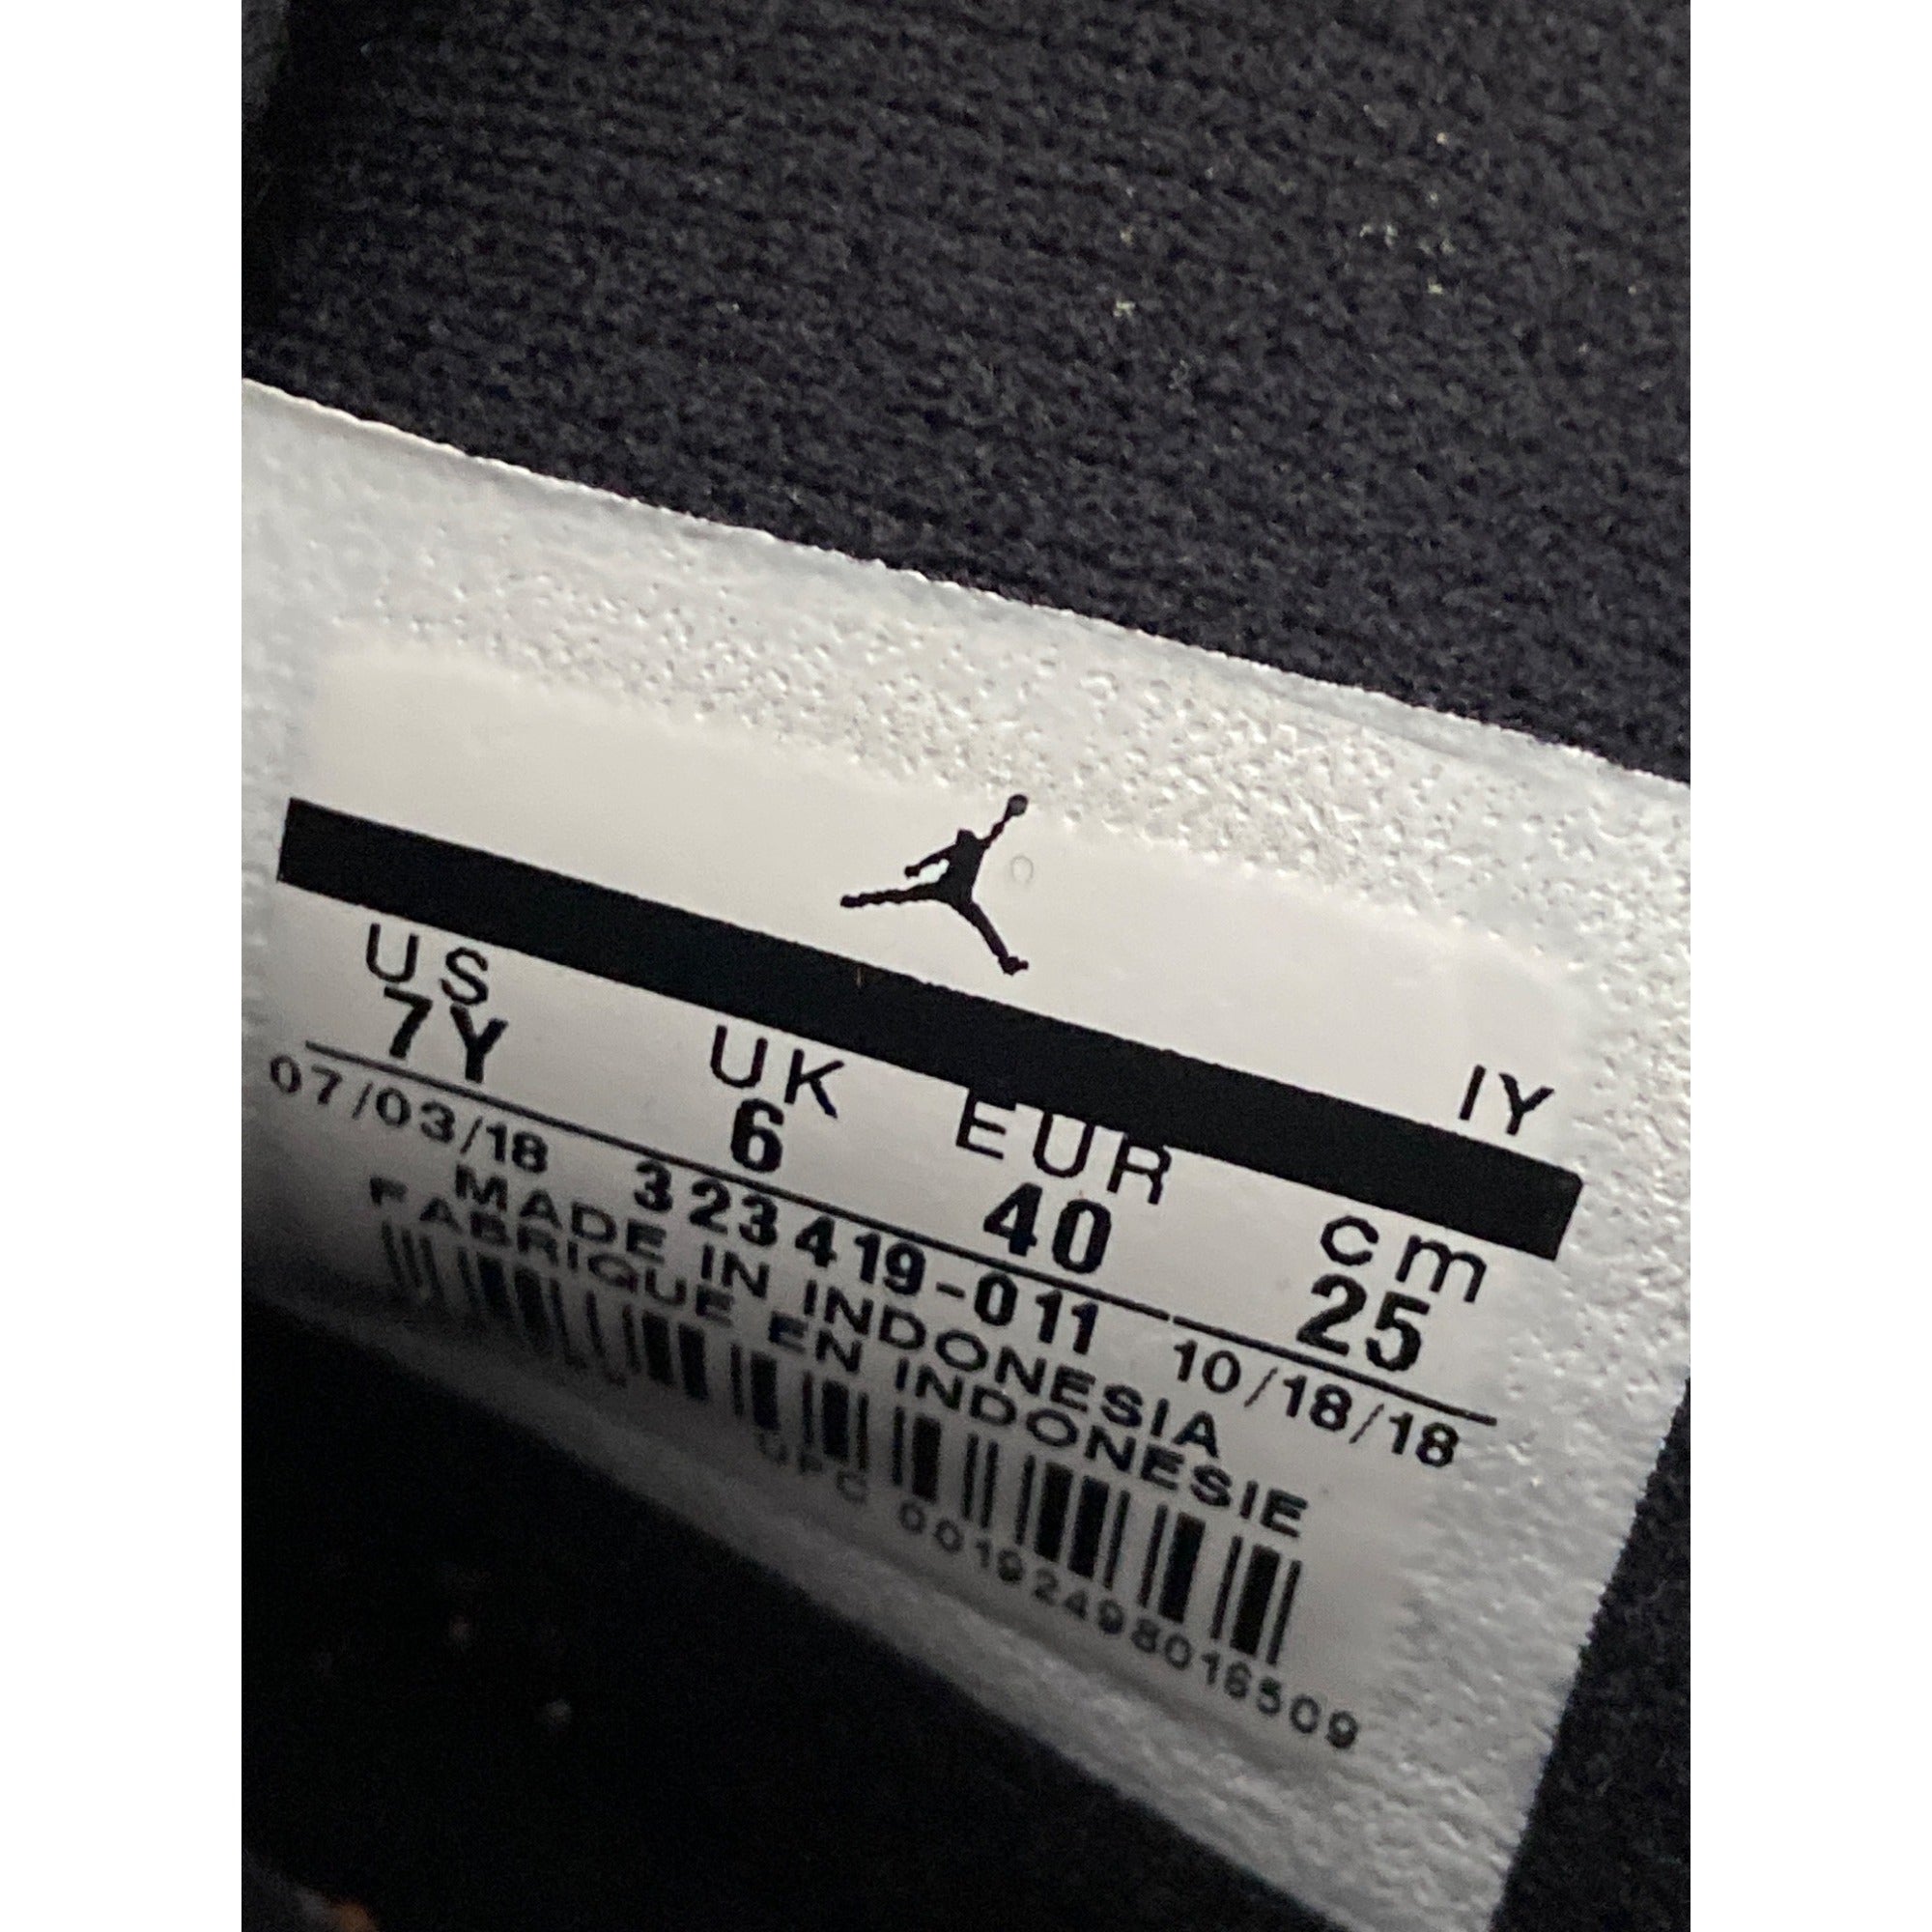 IY
US UK EUR cm
7Y 6 40 25
07/03/18 323419-011 10/18/18
MADE IN INDONESIA
FABRIQUE EN INDONESIE
UPC 00192498016509